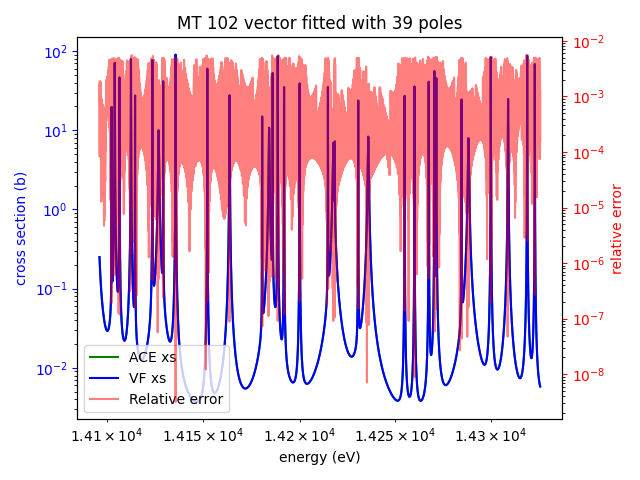 MT 102 vector fitted with 39 poles
10² 10¹ 10⁰ 10⁻¹ 10⁻²
cross section (b)
10⁻² 10⁻³ 10⁻⁴ 10⁻⁵ 10⁻⁶ 10⁻⁷ 10⁻⁸
relative error
ACE xs
VF xs
Relative error
1.41 × 10⁴ 1.415 × 10⁴ 1.42 × 10⁴ 1.425 × 10⁴ 1.43 × 10⁴
energy (eV)